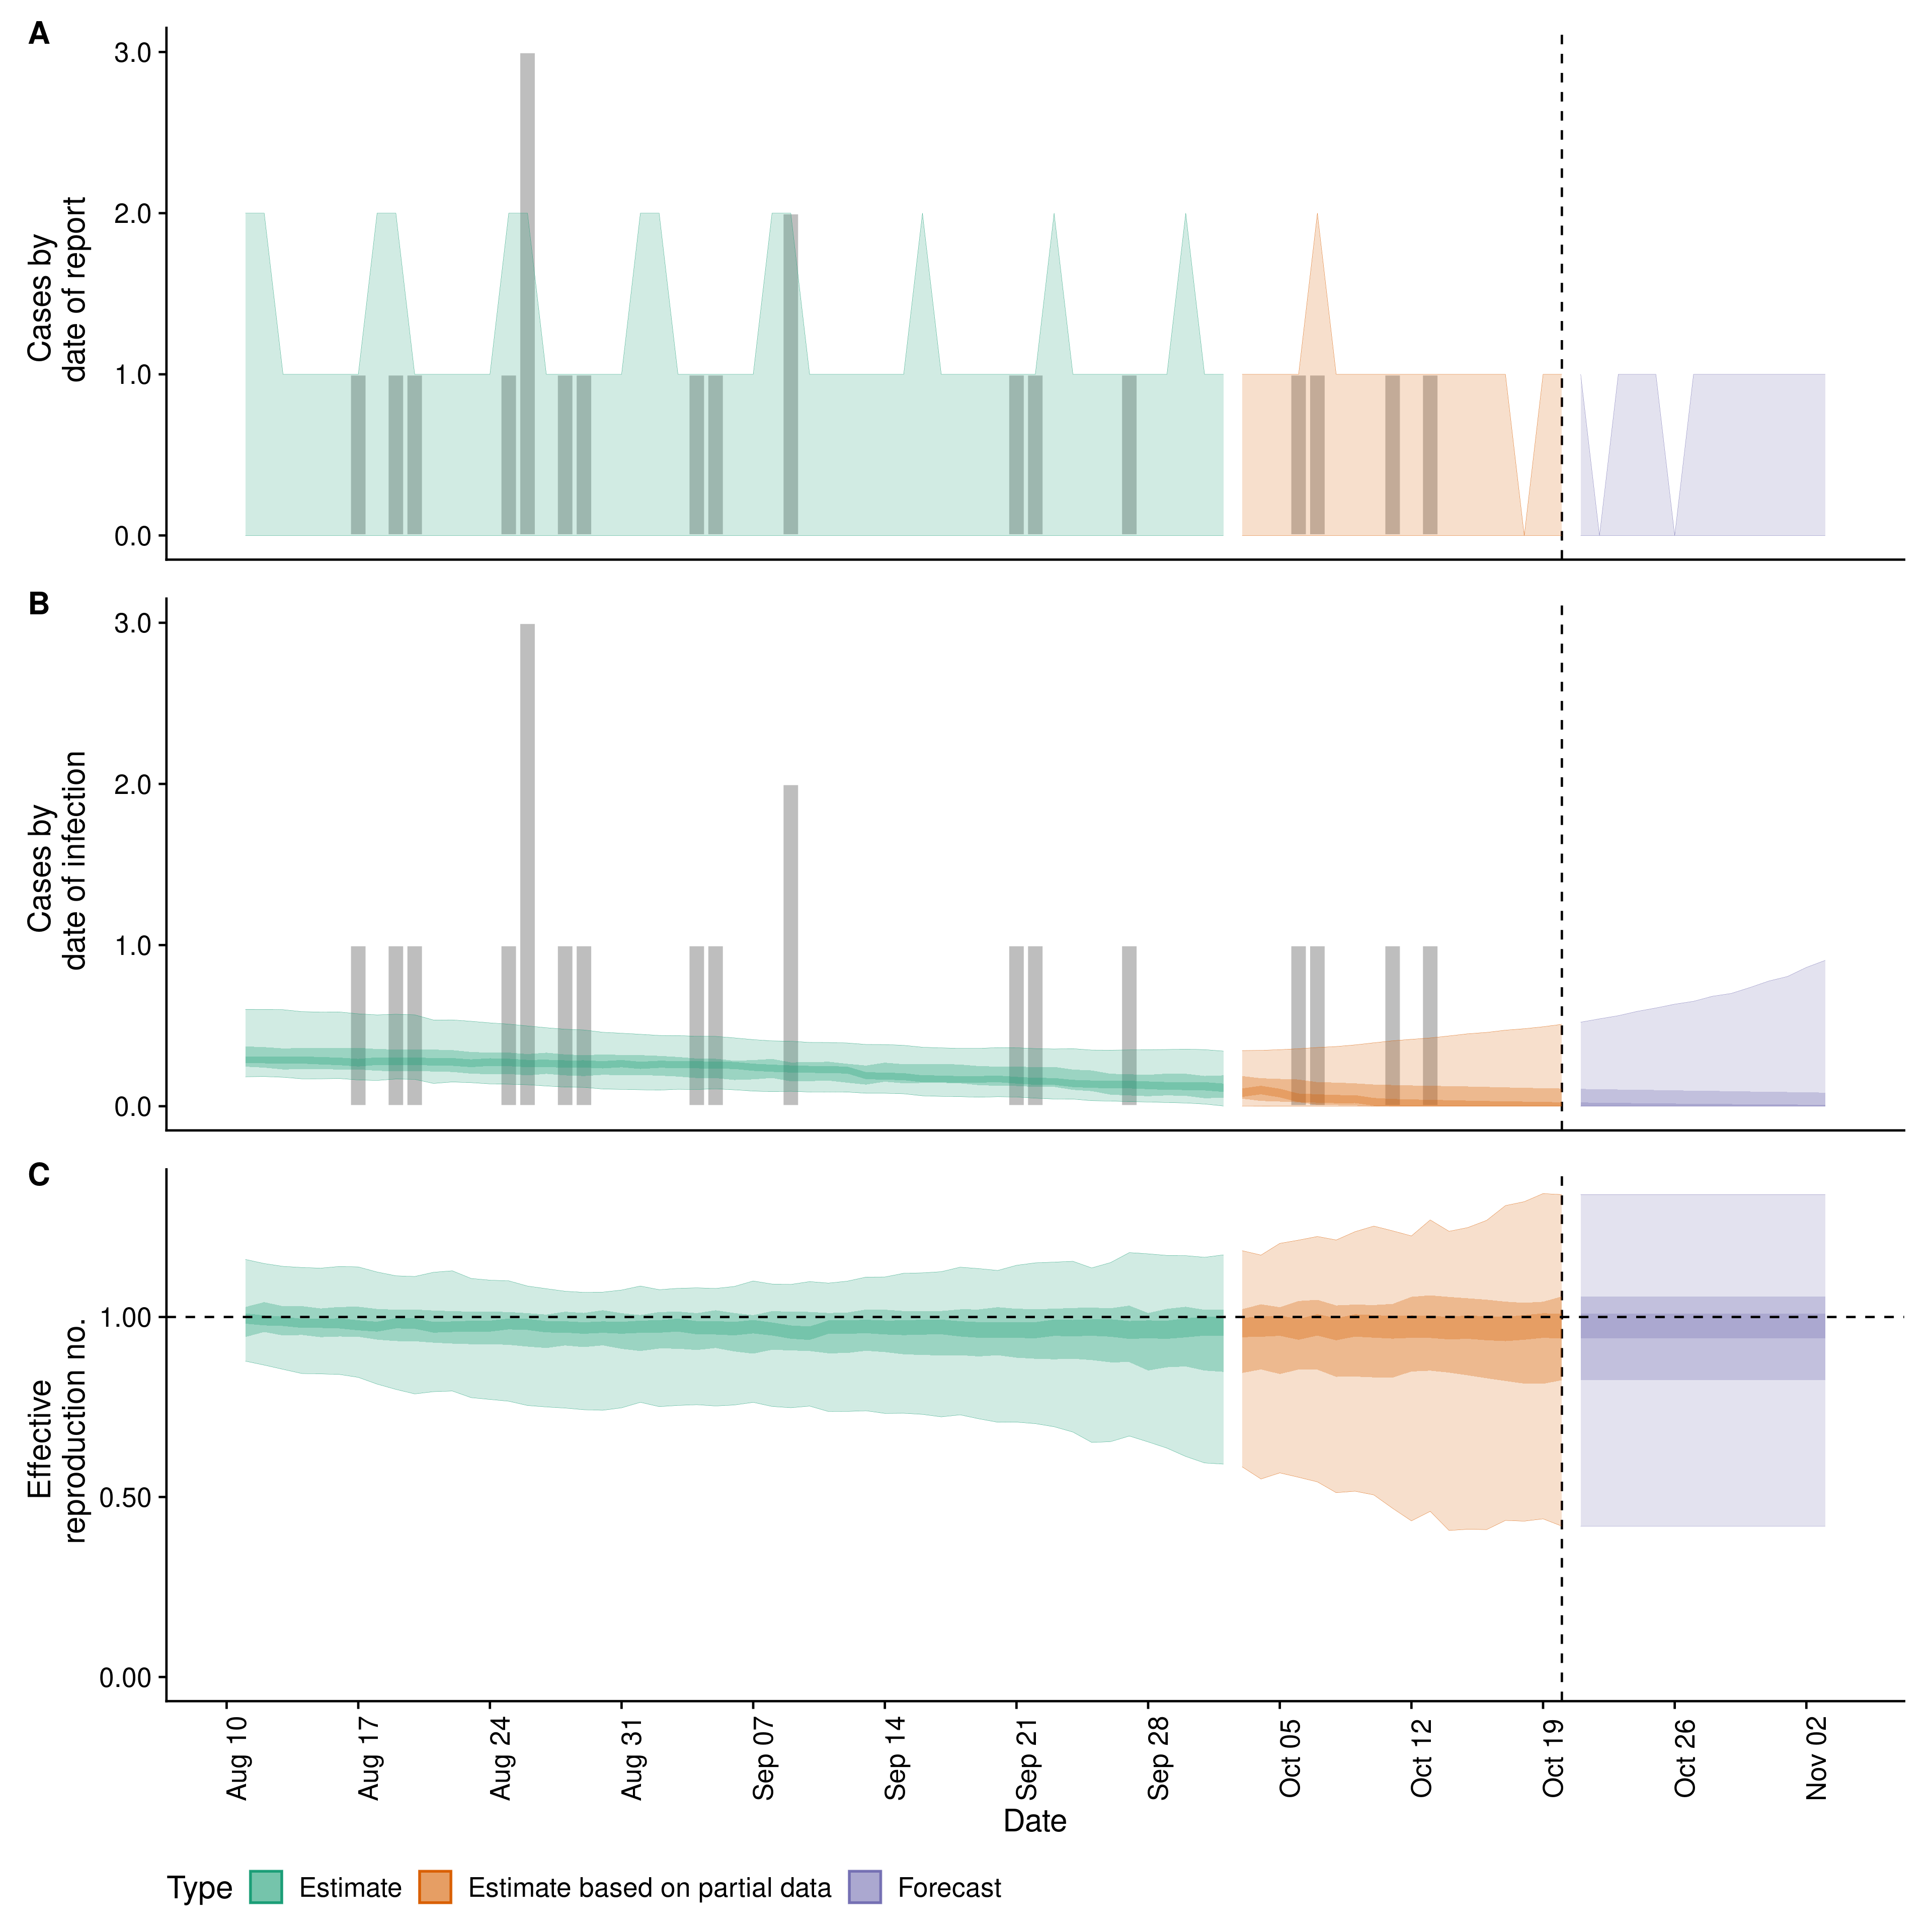 A
3.0
2.0
1.0
0.0
Cases by
date of report
B
3.0
2.0
1.0
0.0
Cases by
date of infection
C
1.00
0.50
0.00
Effective
reproduction no.
Aug 10
Aug 17
Aug 24
Aug 31
Sep 07
Sep 14
Sep 21
Sep 28
Oct 05
Oct 12
Oct 19
Oct 26
Nov 02
Date
Type Estimate Estimate based on partial data Forecast